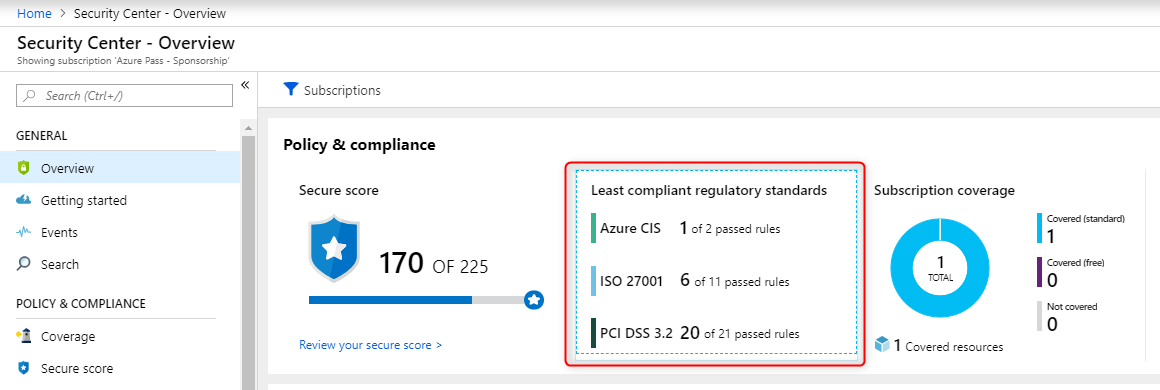 Home > Security Center - Overview
Security Center - Overview
Showing subscription 'Azure Pass - Sponsorship'
Search (Ctrl+/)
«
GENERAL
Overview
Getting started
Events
Search
POLICY & COMPLIANCE
Coverage
Secure score
Subscriptions
Policy & compliance
Secure score
170 OF 225
Review your secure score >
Least compliant regulatory standards
Azure CIS 1 of 2 passed rules
ISO 27001 6 of 11 passed rules
PCI DSS 3.2 20 of 21 passed rules
Subscription coverage
1
TOTAL
Covered (standard)
1
Covered (free)
0
Not covered
0
1 Covered resources